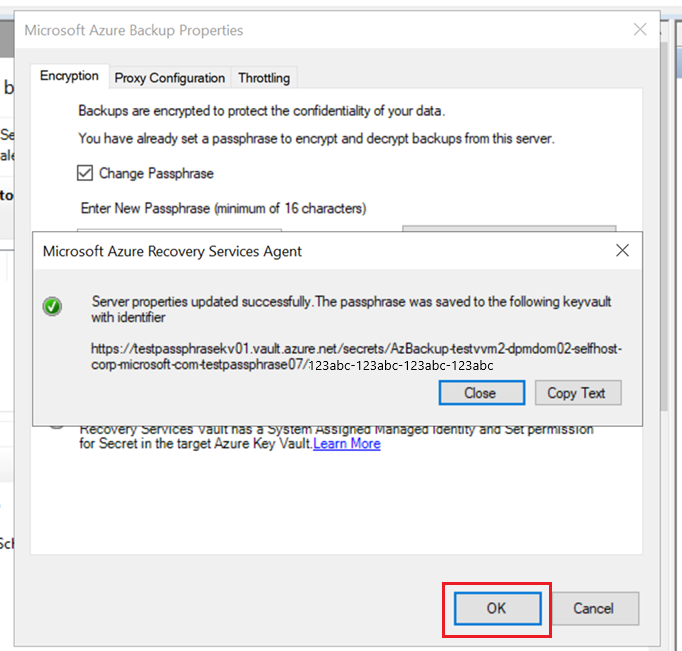 Microsoft Azure Backup Properties
b
Se
ale
to
Sch
Encryption Proxy Configuration Throttling
Backups are encrypted to protect the confidentiality of your data.
You have already set a passphrase to encrypt and decrypt backups from this server.
Change Passphrase
Enter New Passphrase (minimum of 16 characters)
Microsoft Azure Recovery Services Agent
Server properties updated successfully.The passphrase was saved to the following keyvault
with identifier
https://testpassphrasekv01.vault.azure.net/secrets/AzBackup-testvvm2-dpmdom02-selfhost-
corp-microsoft-com-testpassphrase07/123abc-123abc-123abc-123abc
Close Copy Text
Recovery Services Vault has a System Assigned Managed Identity and Set permission
for Secret in the target Azure Key Vault.Learn More
OK Cancel